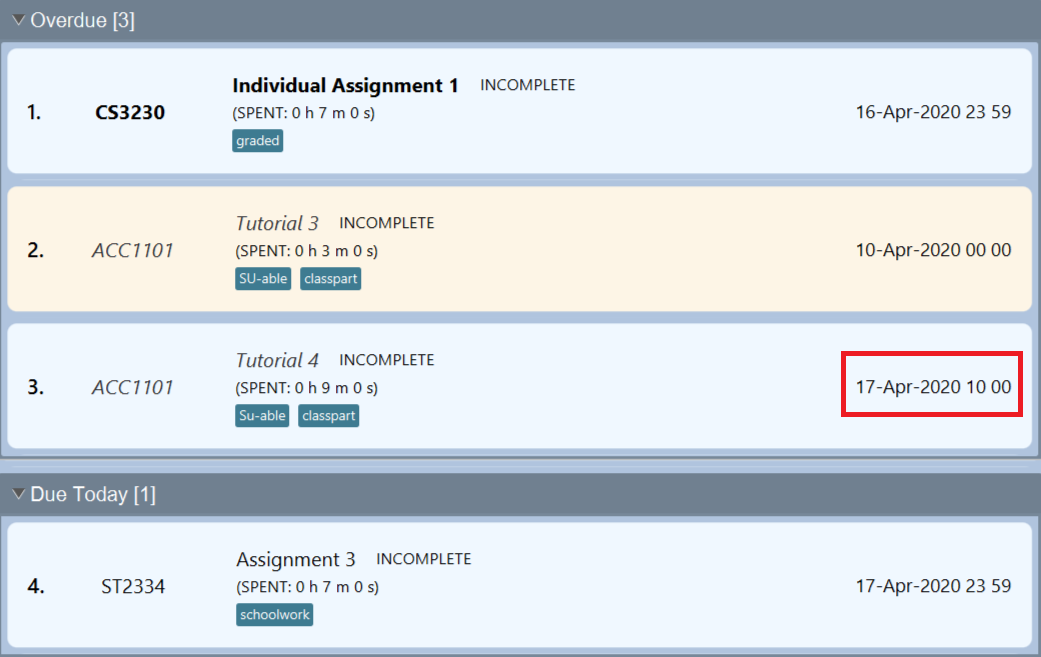 Overdue [3]
1. CS3230 Individual Assignment 1 INCOMPLETE
(SPENT: 0 h 7 m 0 s)
graded
16-Apr-2020 23 59
2. ACC1101 Tutorial 3 INCOMPLETE
(SPENT: 0 h 3 m 0 s)
SU-able classpart
10-Apr-2020 00 00
3. ACC1101 Tutorial 4 INCOMPLETE
(SPENT: 0 h 9 m 0 s)
Su-able classpart
17-Apr-2020 10 00
Due Today [1]
4. ST2334 Assignment 3 INCOMPLETE
(SPENT: 0 h 7 m 0 s)
schoolwork
17-Apr-2020 23 59